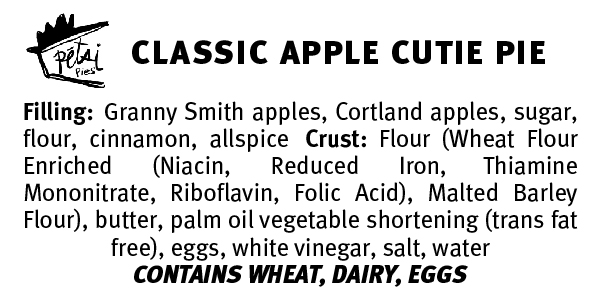 pétsi
Pies
CLASSIC APPLE CUTIE PIE
Filling: Granny Smith apples, Cortland apples, sugar,
flour, cinnamon, allspice Crust: Flour (Wheat Flour
Enriched (Niacin, Reduced Iron, Thiamine
Mononitrate, Riboflavin, Folic Acid), Malted Barley
Flour), butter, palm oil vegetable shortening (trans fat
free), eggs, white vinegar, salt, water
CONTAINS WHEAT, DAIRY, EGGS